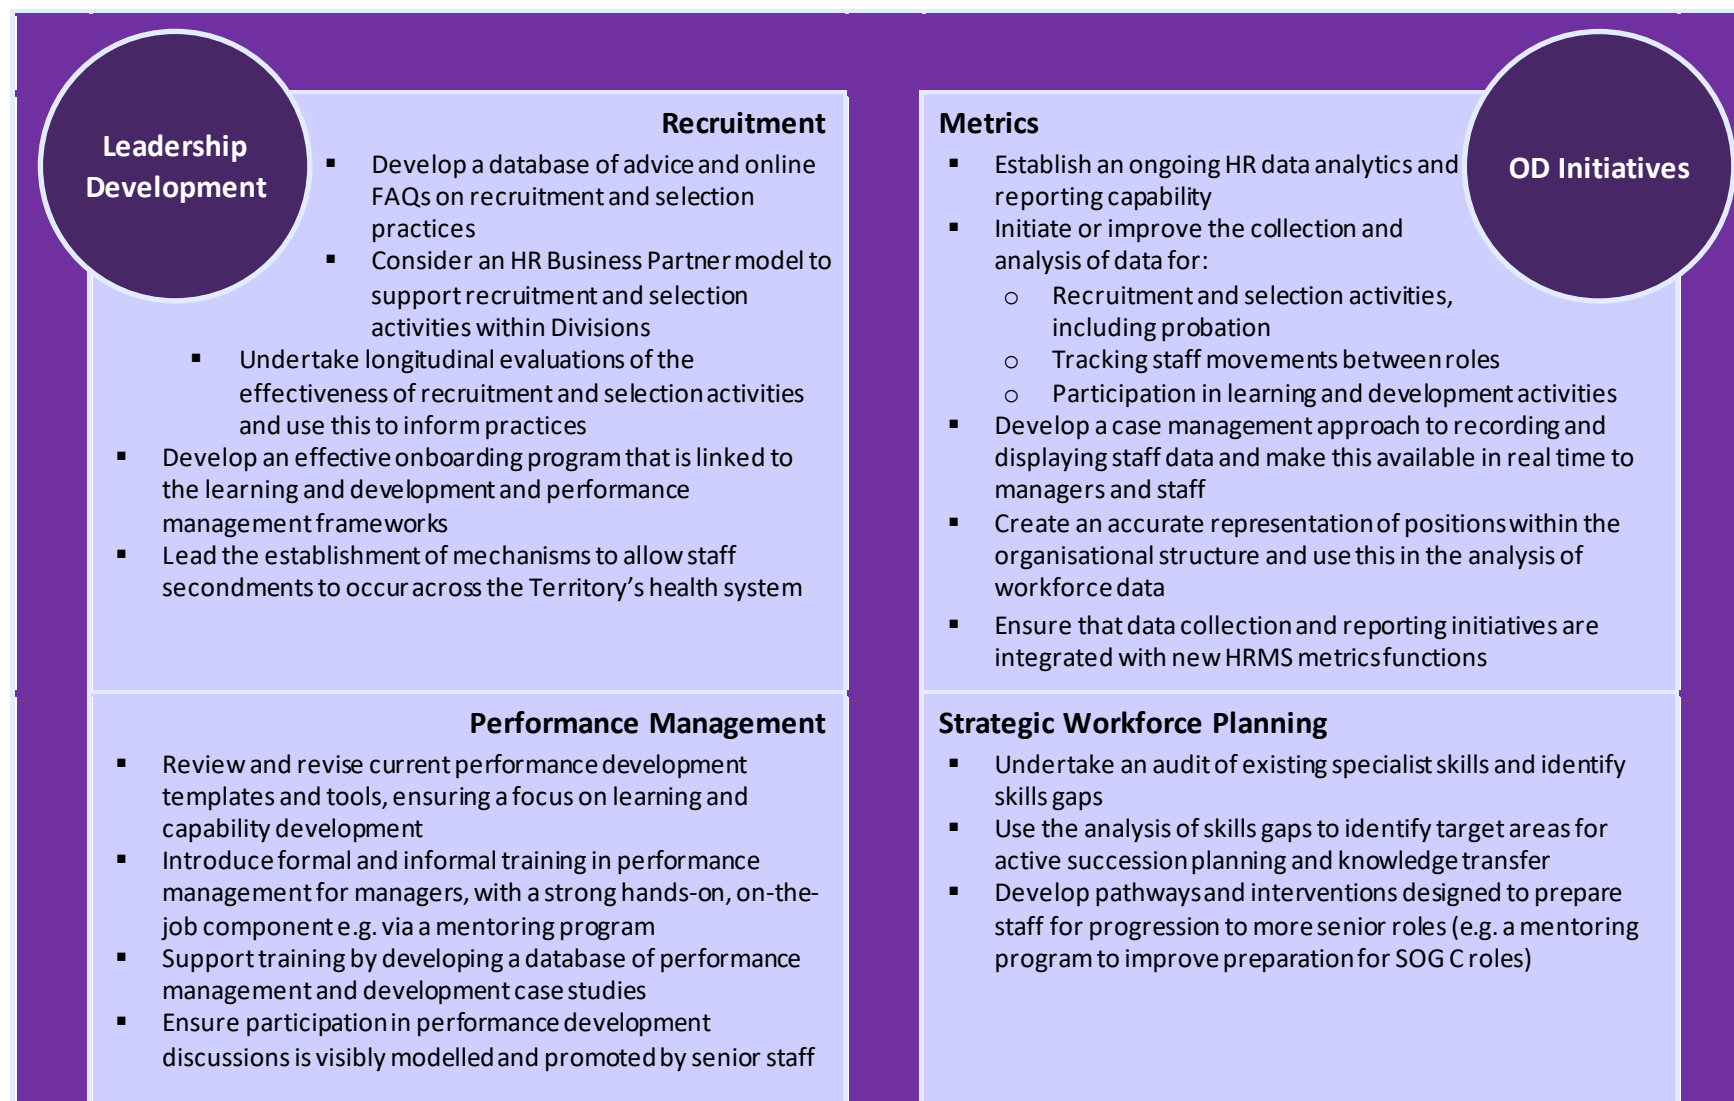 Leadership
Development
Recruitment
▪ Develop a database of advice and online
FAQs on recruitment and selection
practices
▪ Consider an HR Business Partner model to
support recruitment and selection
activities within Divisions
▪ Undertake longitudinal evaluations of the
effectiveness of recruitment and selection activities
and use this to inform practices
▪ Develop an effective onboarding program that is linked to
the learning and development and performance
management frameworks
▪ Lead the establishment of mechanisms to allow staff
secondments to occur across the Territory's health system
OD Initiatives
Metrics
▪ Establish an ongoing HR data analytics and
reporting capability
▪ Initiate or improve the collection and
analysis of data for:
o Recruitment and selection activities,
including probation
o Tracking staff movements between roles
o Participation in learning and development activities
▪ Develop a case management approach to recording and
displaying staff data and make this available in real time to
managers and staff
▪ Create an accurate representation of positions within the
organisational structure and use this in the analysis of
workforce data
▪ Ensure that data collection and reporting initiatives are
integrated with new HRMS metrics functions
Performance Management
▪ Review and revise current performance development
templates and tools, ensuring a focus on learning and
capability development
▪ Introduce formal and informal training in performance
management for managers, with a strong hands-on, on-the-
job component e.g. via a mentoring program
▪ Support training by developing a database of performance
management and development case studies
▪ Ensure participation in performance development
discussions is visibly modelled and promoted by senior staff
Strategic Workforce Planning
▪ Undertake an audit of existing specialist skills and identify
skills gaps
▪ Use the analysis of skills gaps to identify target areas for
active succession planning and knowledge transfer
▪ Develop pathways and interventions designed to prepare
staff for progression to more senior roles (e.g. a mentoring
program to improve preparation for SOG C roles)